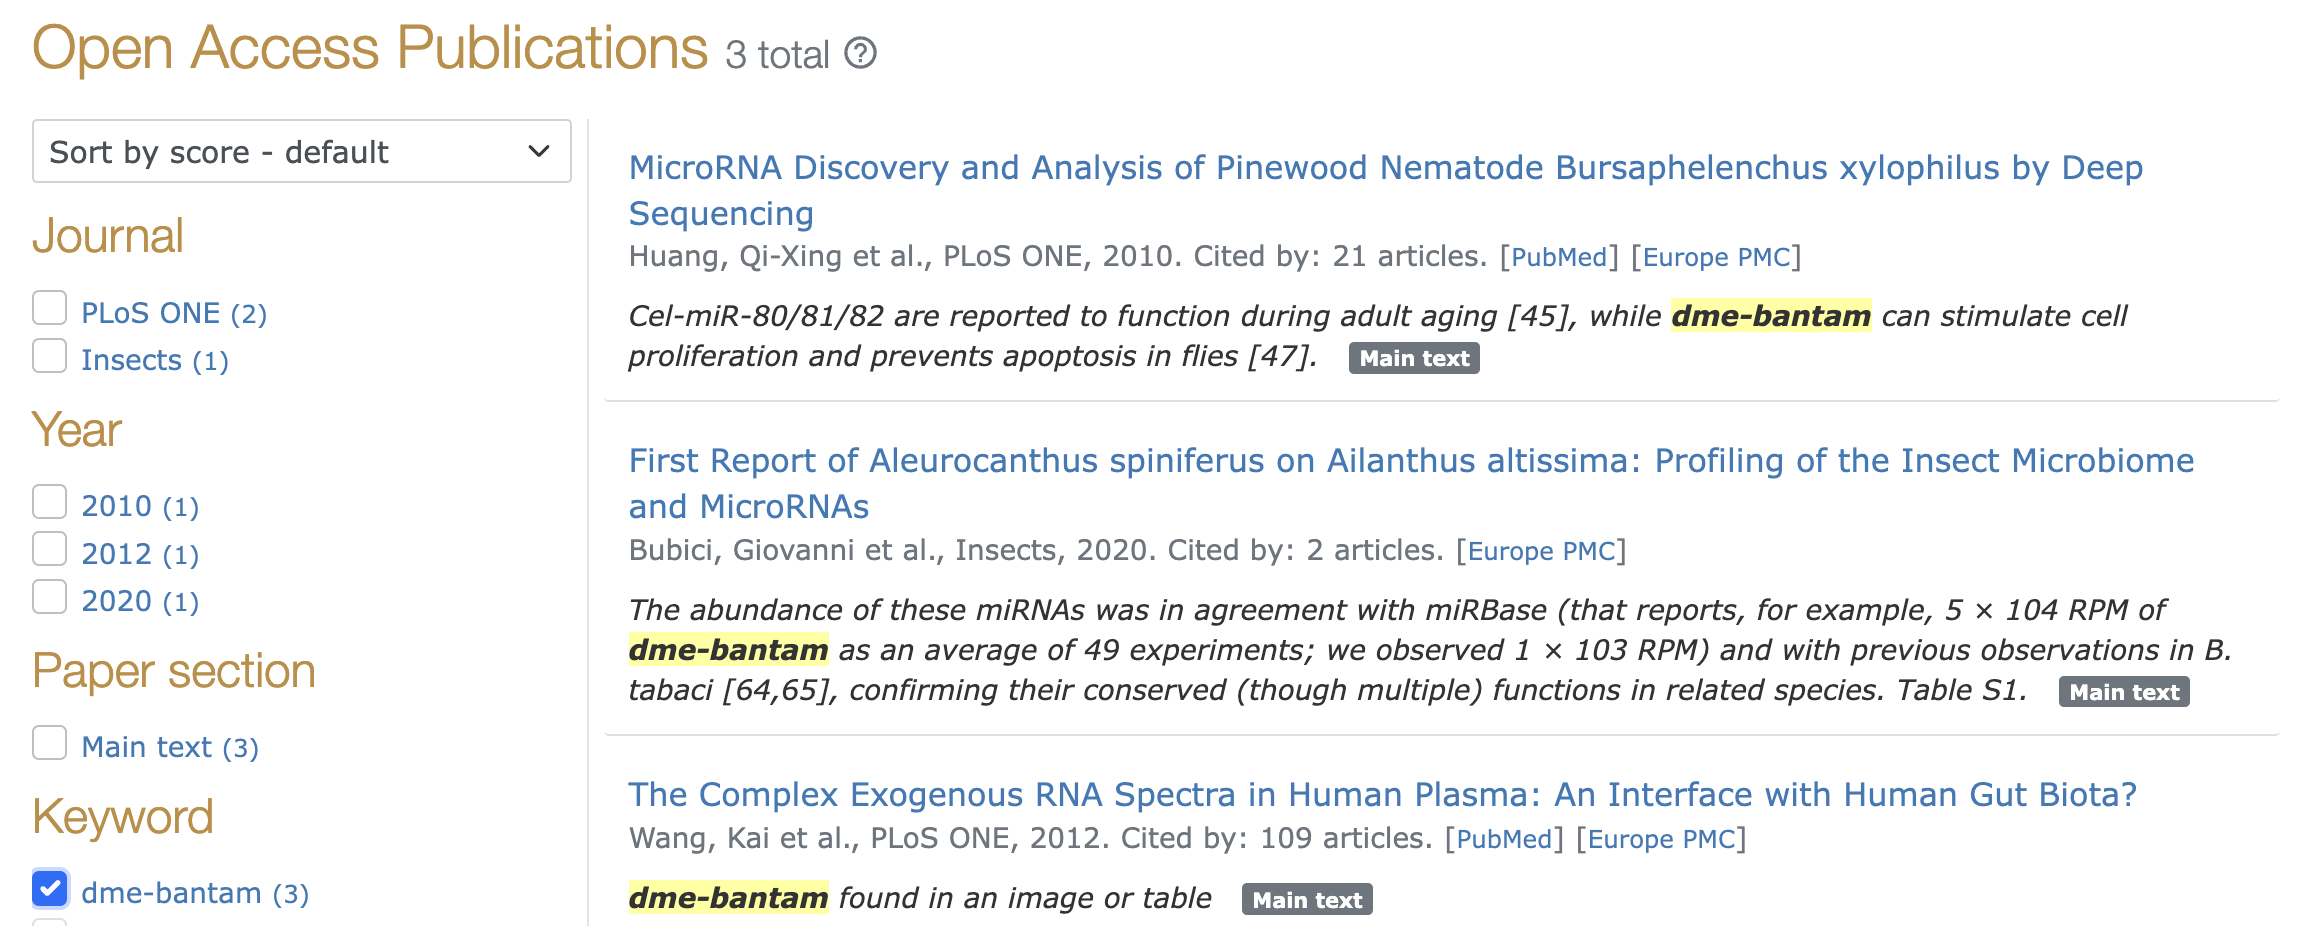 Open Access Publications 3 total ?
Sort by score - default
Journal
PLoS ONE (2)
Insects (1)
Year
2010 (1)
2012 (1)
2020 (1)
Paper section
Main text (3)
Keyword
dme-bantam (3)
MicroRNA Discovery and Analysis of Pinewood Nematode Bursaphelenchus xylophilus by Deep
Sequencing
Huang, Qi-Xing et al., PLoS ONE, 2010. Cited by: 21 articles. [PubMed] [Europe PMC]
Cel-miR-80/81/82 are reported to function during adult aging [45], while dme-bantam can stimulate cell
proliferation and prevents apoptosis in flies [47]. Main text
First Report of Aleurocanthus spiniferus on Ailanthus altissima: Profiling of the Insect Microbiome
and MicroRNAs
Bubici, Giovanni et al., Insects, 2020. Cited by: 2 articles. [Europe PMC]
The abundance of these miRNAs was in agreement with miRBase (that reports, for example, 5 × 104 RPM of
dme-bantam as an average of 49 experiments; we observed 1 × 103 RPM) and with previous observations in B.
tabaci [64,65], confirming their conserved (though multiple) functions in related species. Table S1. Main text
The Complex Exogenous RNA Spectra in Human Plasma: An Interface with Human Gut Biota?
Wang, Kai et al., PLoS ONE, 2012. Cited by: 109 articles. [PubMed] [Europe PMC]
dme-bantam found in an image or table Main text